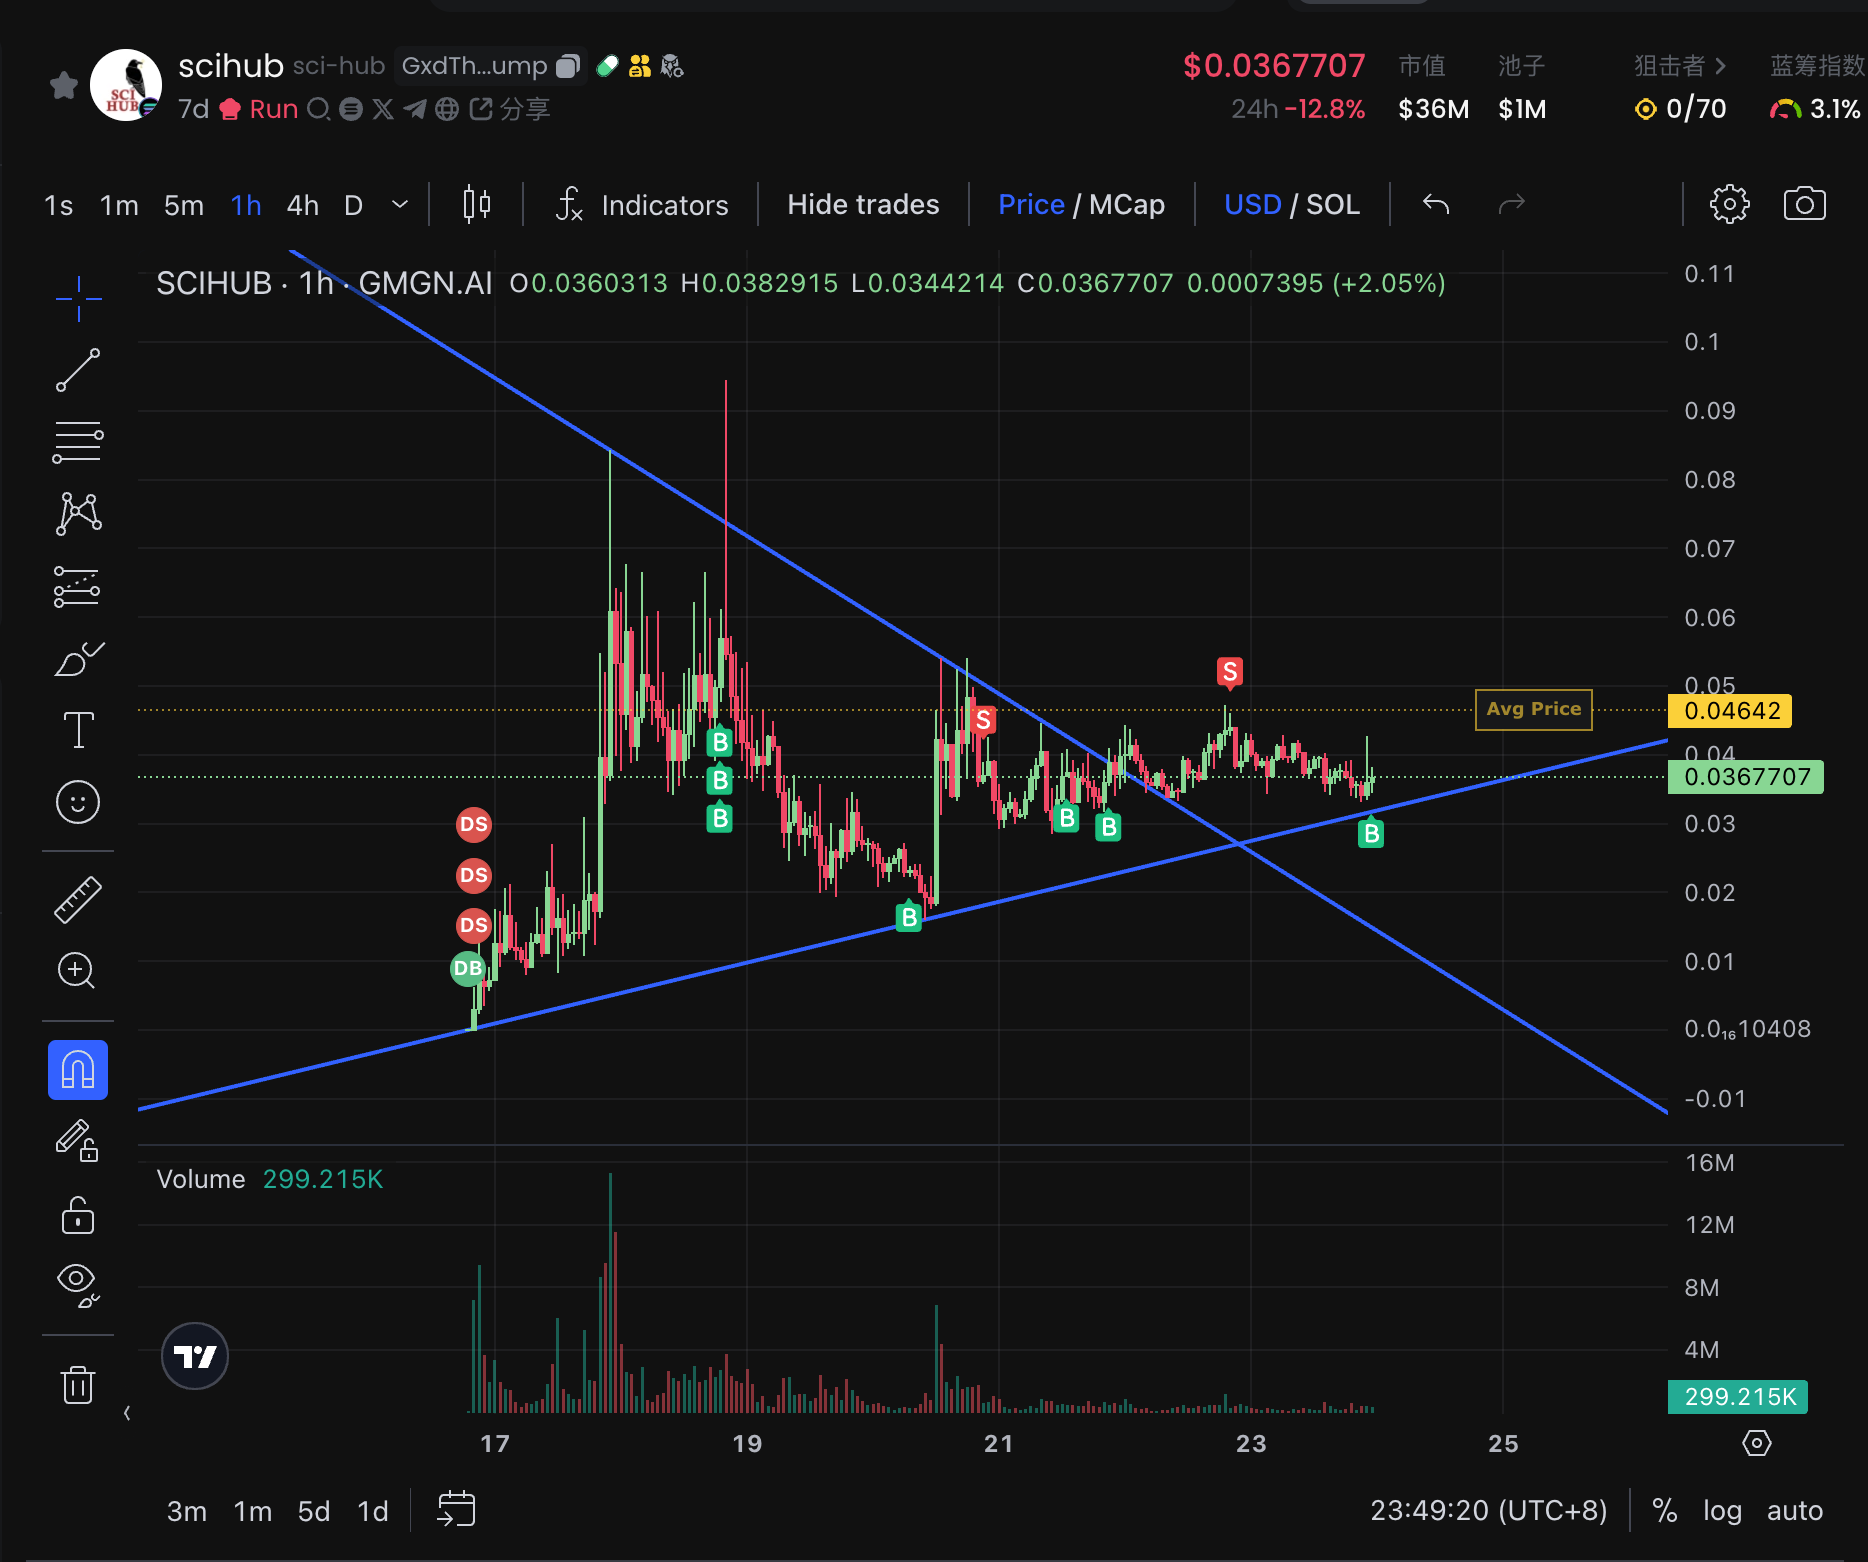 scihub sci-hub GxdTh...ump
SCI
HUB
7d Run 分享
$0.0367707
24h -12.8%
市值
$36M
池子
$1M
狙击者 >
0/70
蓝筹指数
3.1%
1s 1m 5m 1h 4h D Indicators Hide trades Price / MCap USD / SOL
SCIHUB · 1h · GMGN.AI O0.0360313 H0.0382915 L0.0344214 C0.0367707 0.0007395 (+2.05%)
0.11
0.1
0.09
0.08
0.07
0.06
0.05
Avg Price 0.04642
0.04
0.0367707
0.03
0.02
0.01
0.0₁₆10408
-0.01
S
S
B
B
B
B
B
B
B
DS
DS
DS
DB
Volume 299.215K
16M
12M
8M
4M
299.215K
17 19 21 23 25
3m 1m 5d 1d 23:49:20 (UTC+8) % log auto